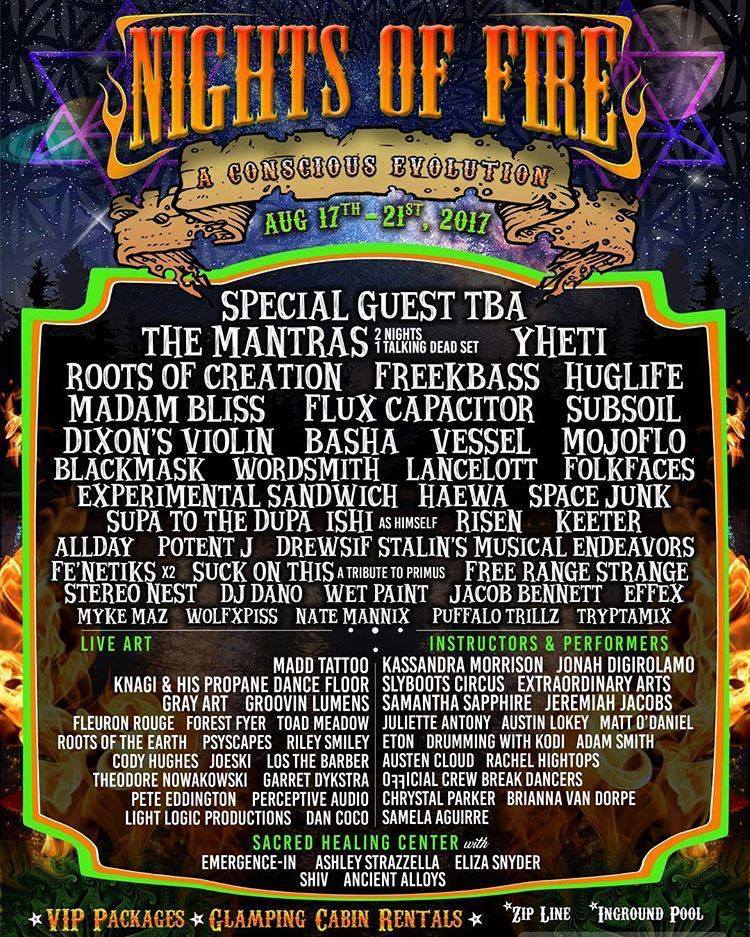 NIGHTS OF FIRE
A CONSCIOUS EVOLUTION
AUG 17TH - 21ST, 2017
SPECIAL GUEST TBA
THE MANTRAS 2 NIGHTS 1 TALKING DEAD SET YHETI
ROOTS OF CREATION FREEKBASS HUGLIFE
MADAM BLISS FLUX CAPACITOR SUBSOIL
DIXON'S VIOLIN BASHA VESSEL MOJOFLO
BLACKMASK WORDSMITH LANCELOTT FOLKFACES
EXPERIMENTAL SANDWICH HAEWA SPACE JUNK
SUPA TO THE DUPA ISHI AS HIMSELF RISEN KEETER
ALLDAY POTENT J DREWSIF STALIN'S MUSICAL ENDEAVORS
FE'NETIKS X2 SUCK ON THIS A TRIBUTE TO PRIMUS FREE RANGE STRANGE
STEREO NEST DJ DANO WET PAINT JACOB BENNETT EFFEX
MYKE MAZ WOLFXPISS NATE MANNIX PUFFALO TRILLZ TRYPTAMIX
LIVE ART
MADD TATTOO
KNAGI & HIS PROPANE DANCE FLOOR
GRAY ART GROOVIN LUMENS
FLEURON ROUGE FOREST FYER TOAD MEADOW
ROOTS OF THE EARTH PSYSCAPES RILEY SMILEY
CODY HUGHES JOESKI LOS THE BARBER
THEODORE NOWAKOWSKI GARRET DYKSTRA
PETE EDDINGTON PERCEPTIVE AUDIO
LIGHT LOGIC PRODUCTIONS DAN COCO
INSTRUCTORS & PERFORMERS
KASSANDRA MORRISON JONAH DIGIROLAMO
SLYBOOTS CIRCUS EXTRAORDINARY ARTS
SAMANTHA SAPPHIRE JEREMIAH JACOBS
JULIETTE ANTONY AUSTIN LOKEY MATT O'DANIEL
ETON DRUMMING WITH KODI ADAM SMITH
AUSTEN CLOUD RACHEL HIGHTOPS
OFFICIAL CREW BREAK DANCERS
CHRYSTAL PARKER BRIANNA VAN DORPE
SAMELA AGUIRRE
SACRED HEALING CENTER with
EMERGENCE-IN ASHLEY STRAZZELLA ELIZA SNYDER
SHIV ANCIENT ALLOYS
* VIP PACKAGES * GLAMPING CABIN RENTALS * *ZIP LINE *INGROUND POOL